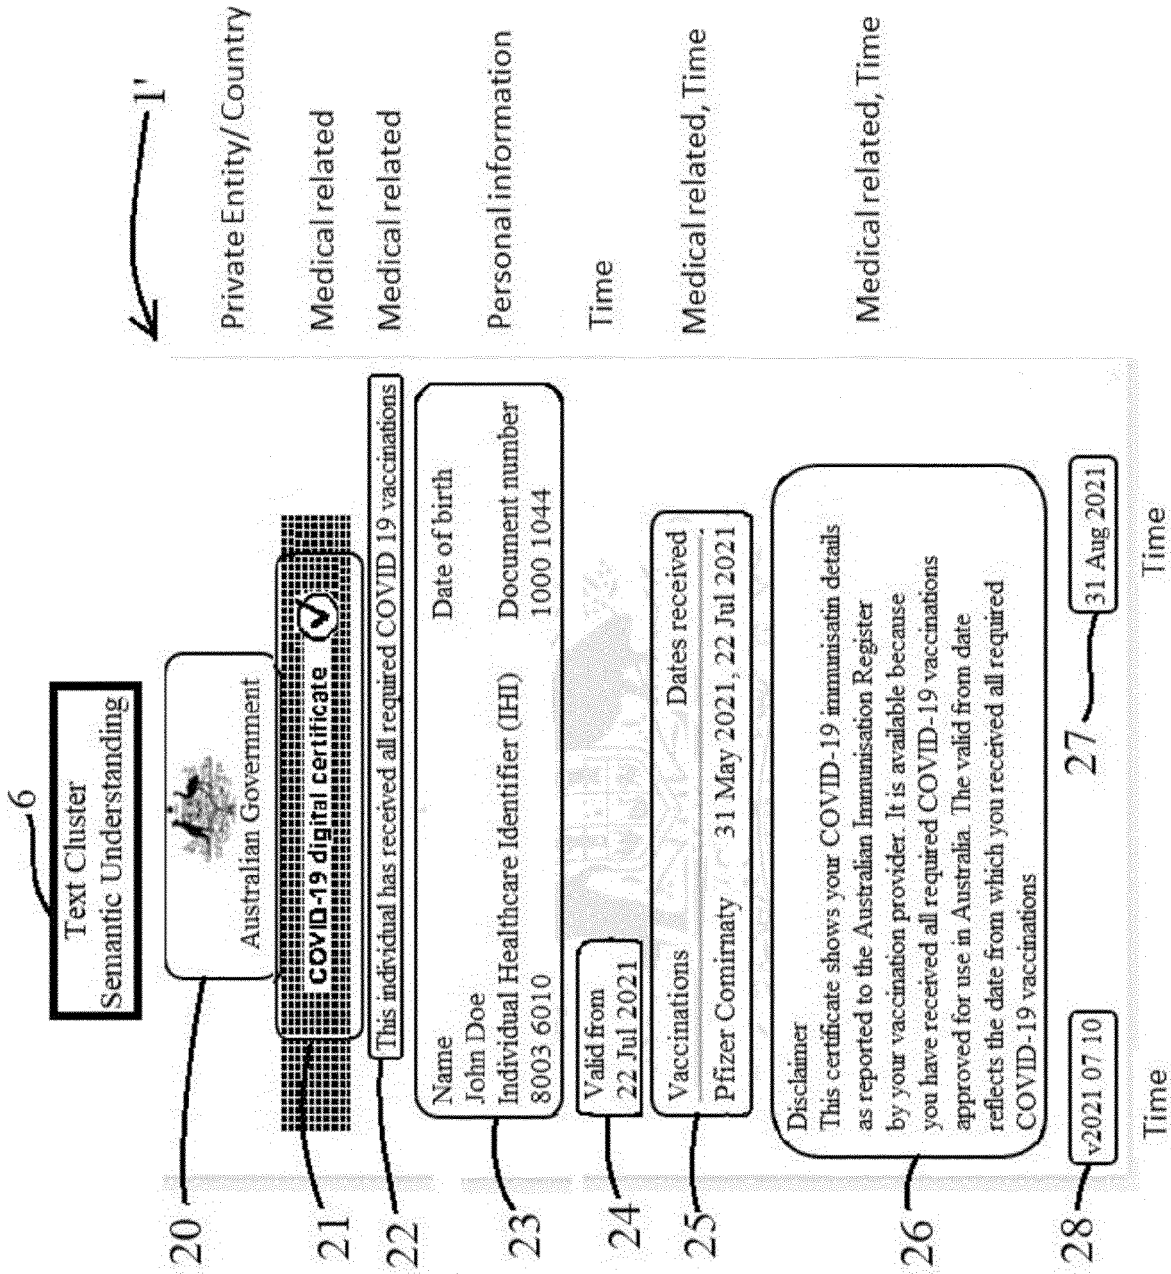 6
Text Cluster
Semantic Understanding
1'
20
Australian Government
Private Entity/ Country
21
COVID-19 digital certificate
Medical related
22
This individual has received all required COVID 19 vaccinations
Medical related
23
Name
Date of birth
John Doe
Individual Healthcare Identifier (IHI)
Document number
8003 6010
1000 1044
Personal information
24
Valid from
22 Jul 2021
Time
25
Vaccinations
Dates received
Pfizer Comirnaty
31 May 2021, 22 Jul 2021
Medical related, Time
26
Disclaimer
This certificate shows your COVID-19 immunisatin details
as reported to the Australian Immunisation Register
by your vaccination provider. It is available because
you have received all required COVID-19 vaccinations
approved for use in Australia. The valid from date
reflects the date from which you received all required
COVID-19 vaccinations
Medical related, Time
28
v2021 07 10
27
31 Aug 2021
Time
Time